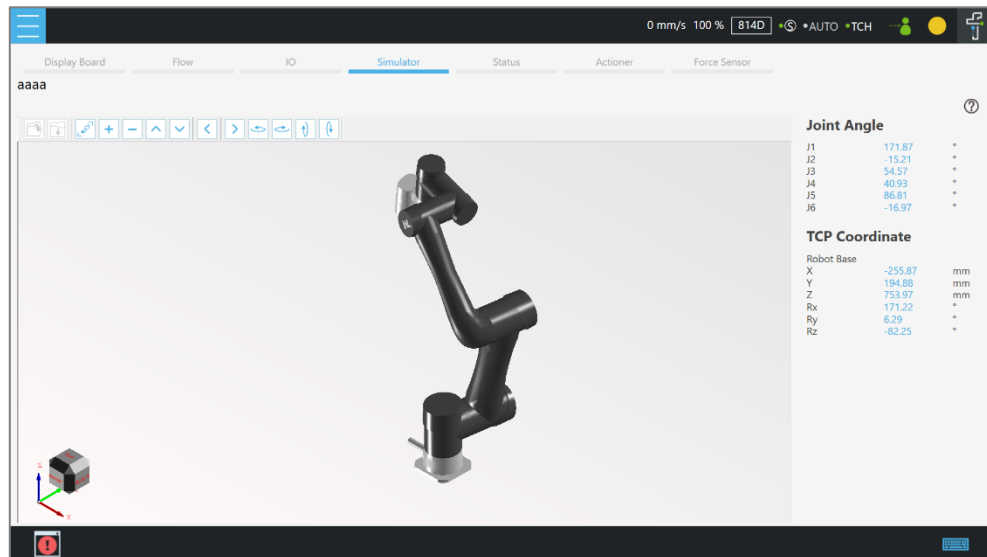 0 mm/s 100 % 814D •Ⓢ •AUTO •TCH
Display Board Flow IO Simulator Status Actioner Force Sensor
aaaa
Joint Angle
J1 171.87 °
J2 -15.21 °
J3 54.57 °
J4 40.93 °
J5 86.81 °
J6 -16.97 °
TCP Coordinate
Robot Base
X -255.87 mm
Y 194.88 mm
Z 753.97 mm
Rx 171.22 °
Ry 6.29 °
Rz -82.25 °